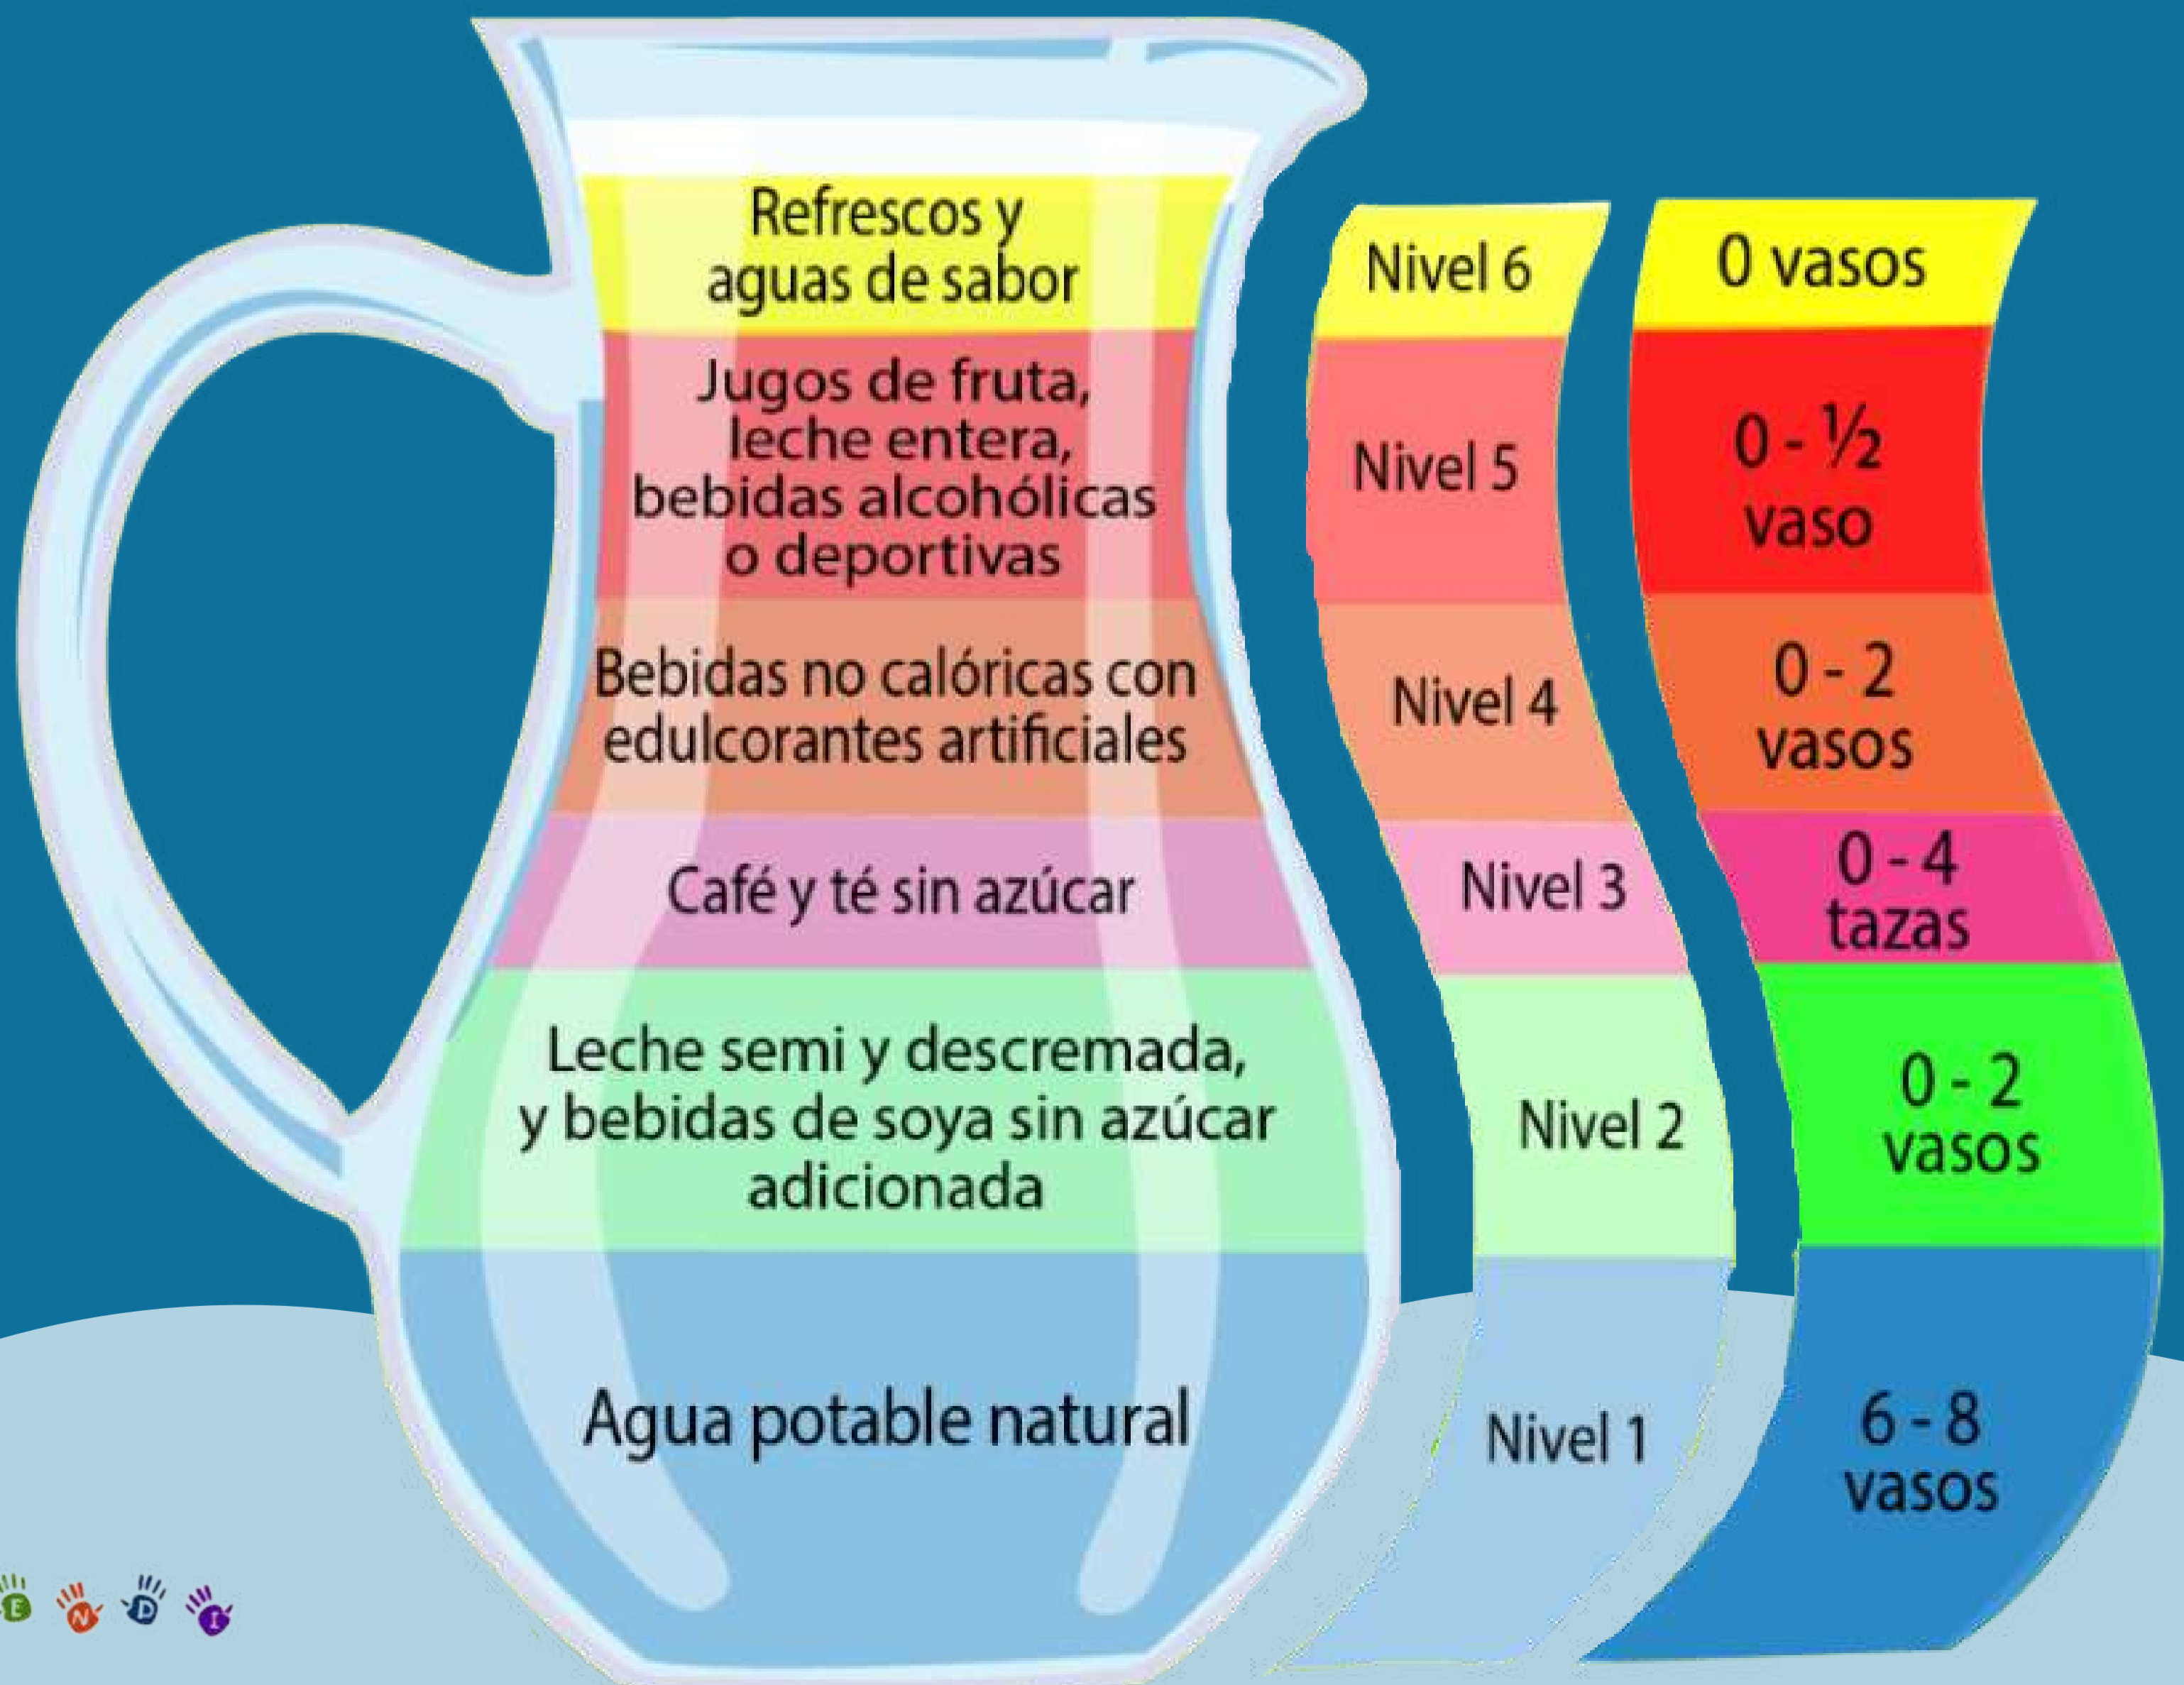 Refrescos y
aguas de sabor
Nivel 6
0 vasos
Jugos de fruta,
leche entera,
bebidas alcohólicas
o deportivas
Nivel 5
0 - ½
vaso
Bebidas no calóricas con
edulcorantes artificiales
Nivel 4
0 - 2
vasos
Café y té sin azúcar
Nivel 3
0 - 4
tazas
Leche semi y descremada,
y bebidas de soya sin azúcar
adicionada
Nivel 2
0 - 2
vasos
Agua potable natural
Nivel 1
6 - 8
vasos
E N D I